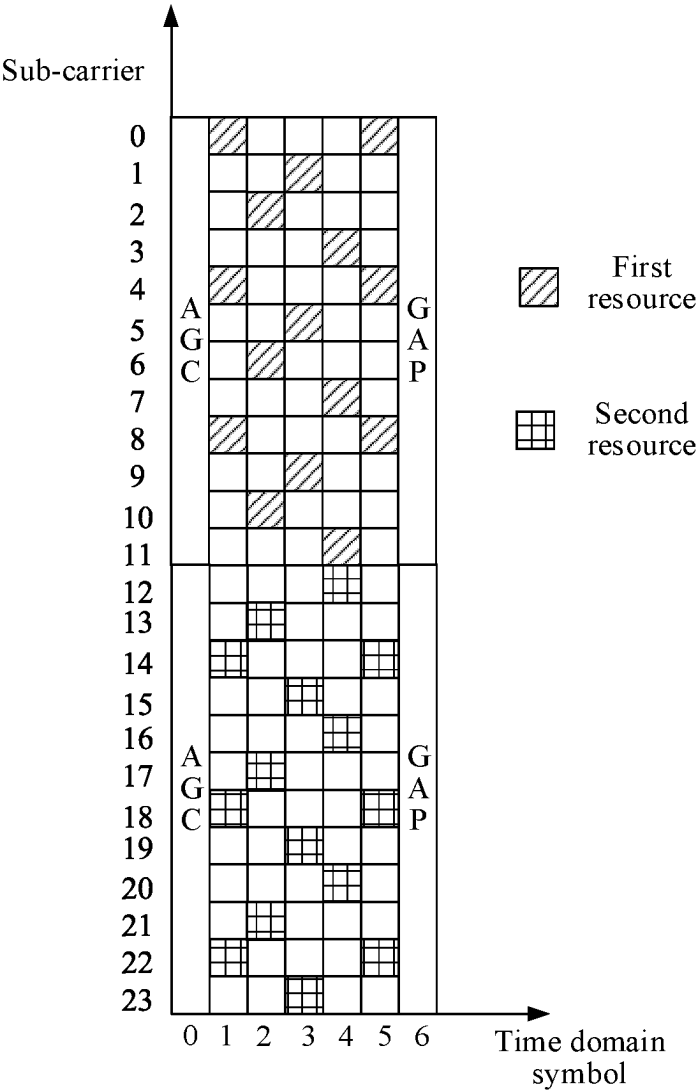 Sub-carrier
0
1
2
3
4
5
6
7
8
9
10
11
12
13
14
15
16
17
18
19
20
21
22
23
A
G
C
G
A
P
A
G
C
G
A
P
First
resource
Second
resource
0 1 2 3 4 5 6
Time domain
symbol